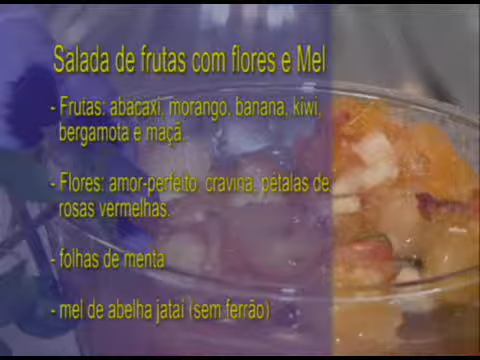 Salada de frutas com flores e Mel
- Frutas: abacaxi, morango, banana, kiwi,
bergamota e maçã.
- Flores: amor-perfeito, cravina, pétalas de
rosas vermelhas.
- folhas de menta
- mel de abelha jataí (sem ferrão)